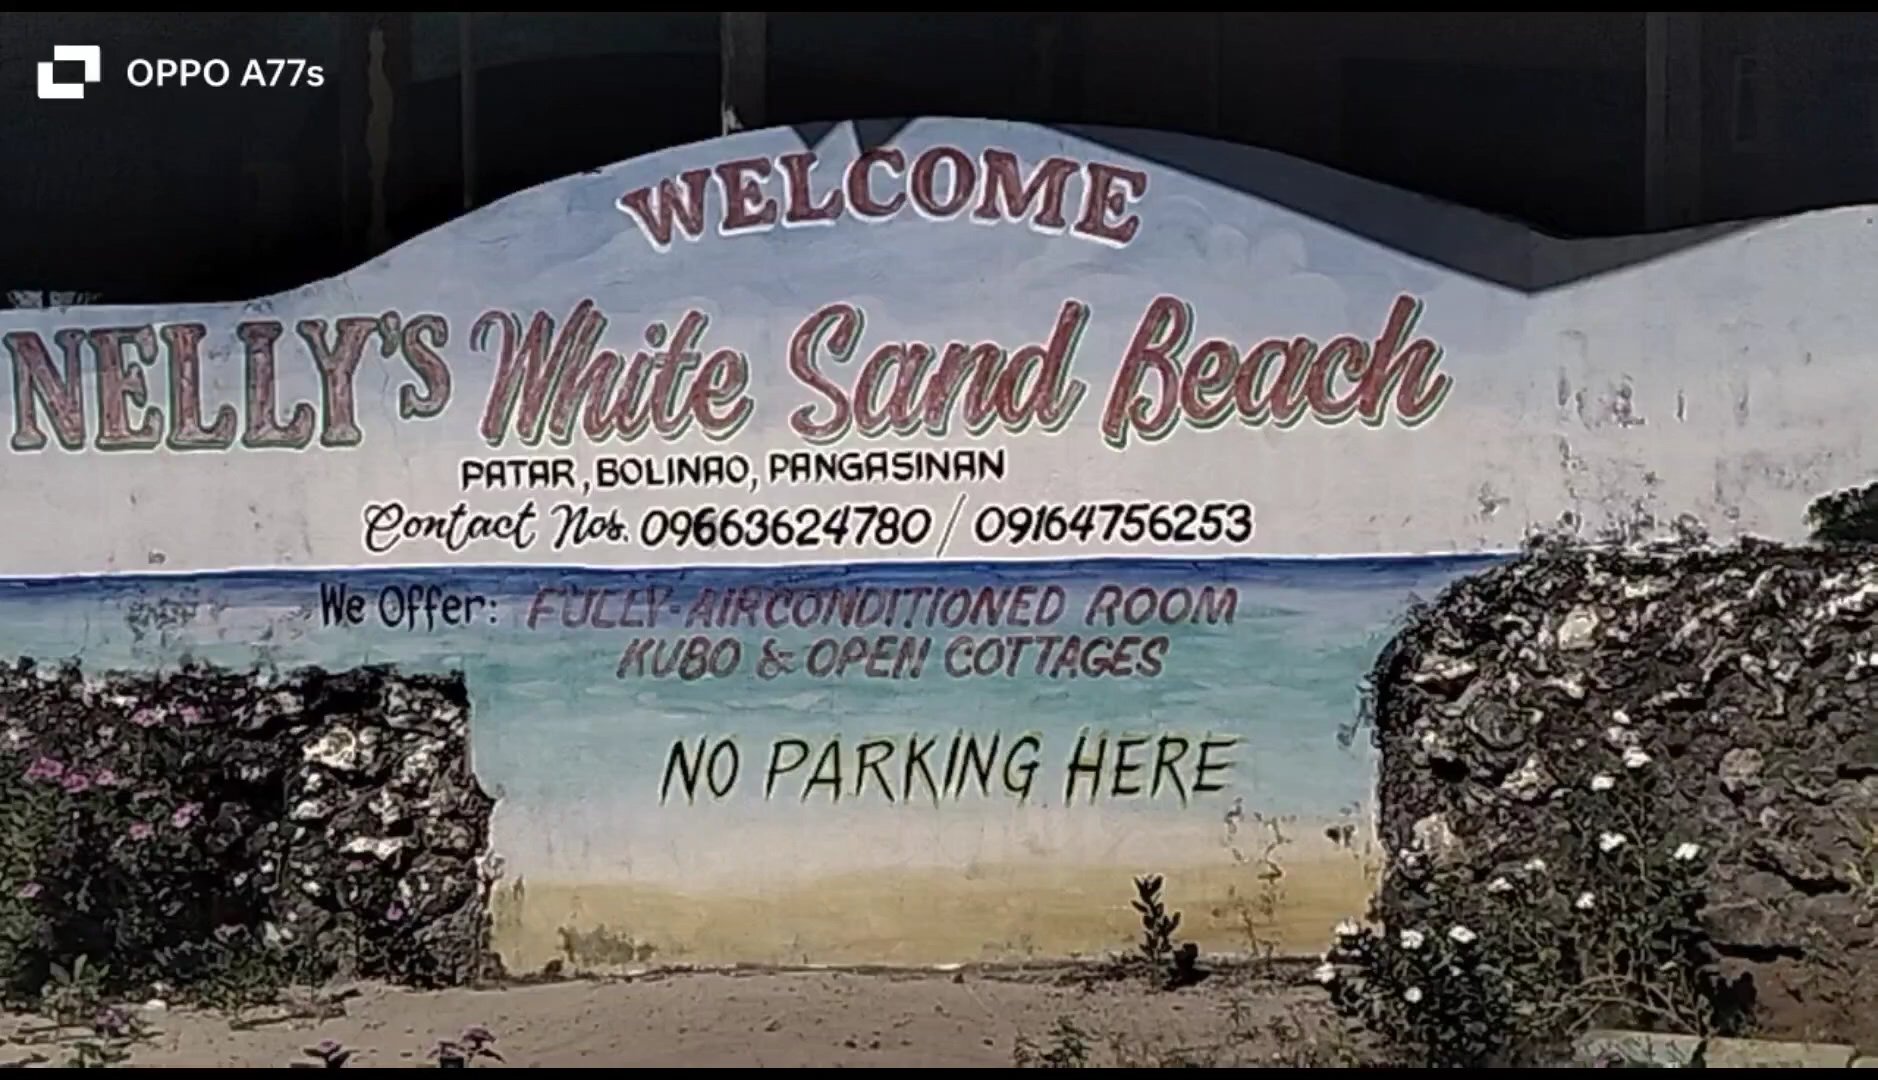 OPPO A77s
WELCOME
NELLY'S White Sand Beach
PATAR, BOLINAO, PANGASINAN
Contact Nos. 09663624780 / 09164756253
We Offer: FULLY-AIRCONDITIONED ROOM
KUBO & OPEN COTTAGES
NO PARKING HERE